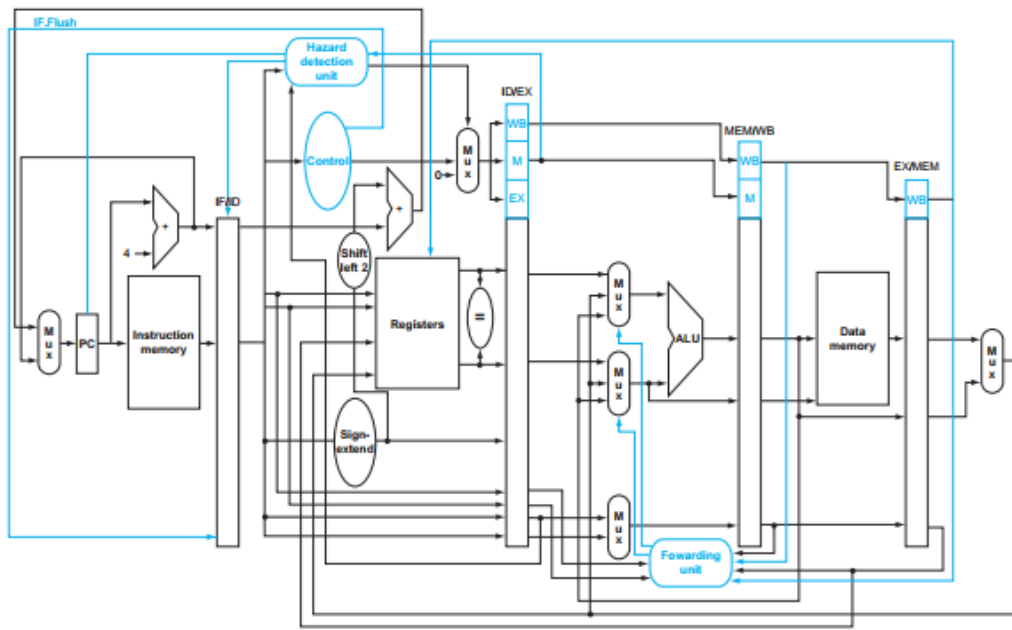 IF.Flush
Hazard
detection
unit
ID/EX
WB
M
EX
MEM/WB
WB
M
EX/MEM
WB
Control
M
u
x
0
IF/ID
+
4
+
Shift
left 2
Registers
=
M
u
x
PC
Instruction
memory
M
u
x
ALU
M
u
x
Data
memory
M
u
x
Sign-
extend
M
u
x
Fowarding
unit